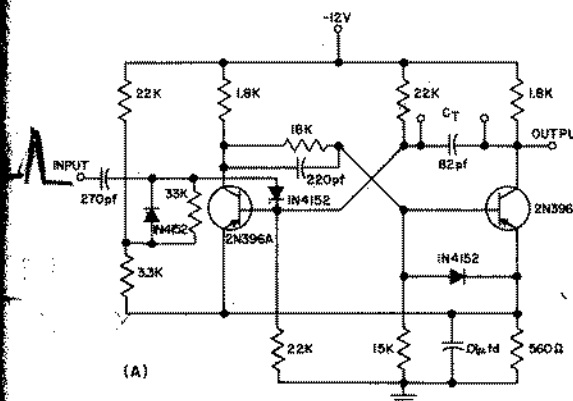 -12V
22K
1.8K
22K
1.8K
CT
18K
OUTPU
INPUT
82pf
220pf
270pf
33K
1N4152
1N4152
2N396A
2N396
1N4152
3.3K
22K
15K
560Ω
(A)